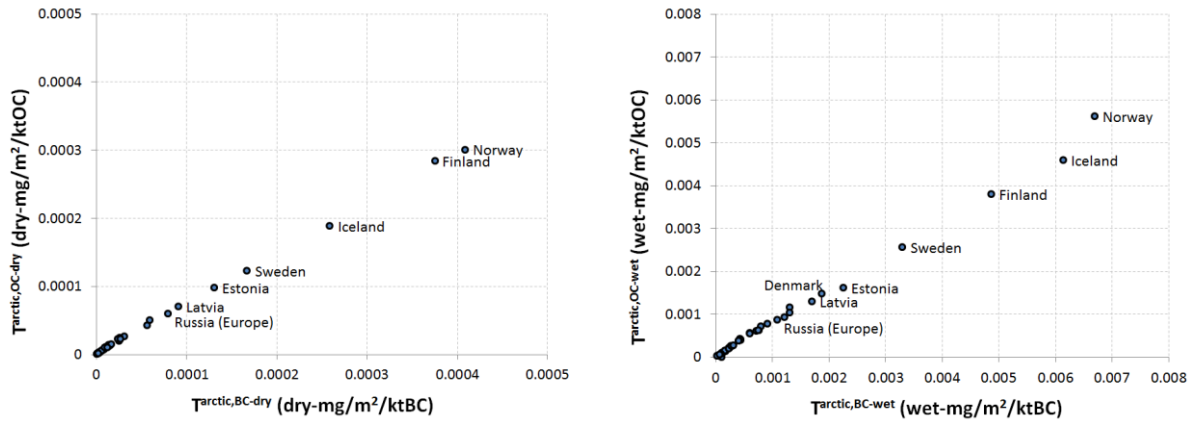 0.0005
0.0004
0.0003
0.0002
0.0001
0
0
0.0001
0.0002
0.0003
0.0004
0.0005
T^arctic,OC-dry (dry-mg/m²/ktOC)
T^arctic,BC-dry (dry-mg/m²/ktBC)
Norway
Finland
Iceland
Sweden
Estonia
Latvia
Russia (Europe)
0.008
0.007
0.006
0.005
0.004
0.003
0.002
0.001
0
0
0.001
0.002
0.003
0.004
0.005
0.006
0.007
0.008
T^arctic,OC-wet (wet-mg/m²/ktOC)
T^arctic,BC-wet (wet-mg/m²/ktBC)
Norway
Iceland
Finland
Sweden
Denmark
Estonia
Latvia
Russia (Europe)